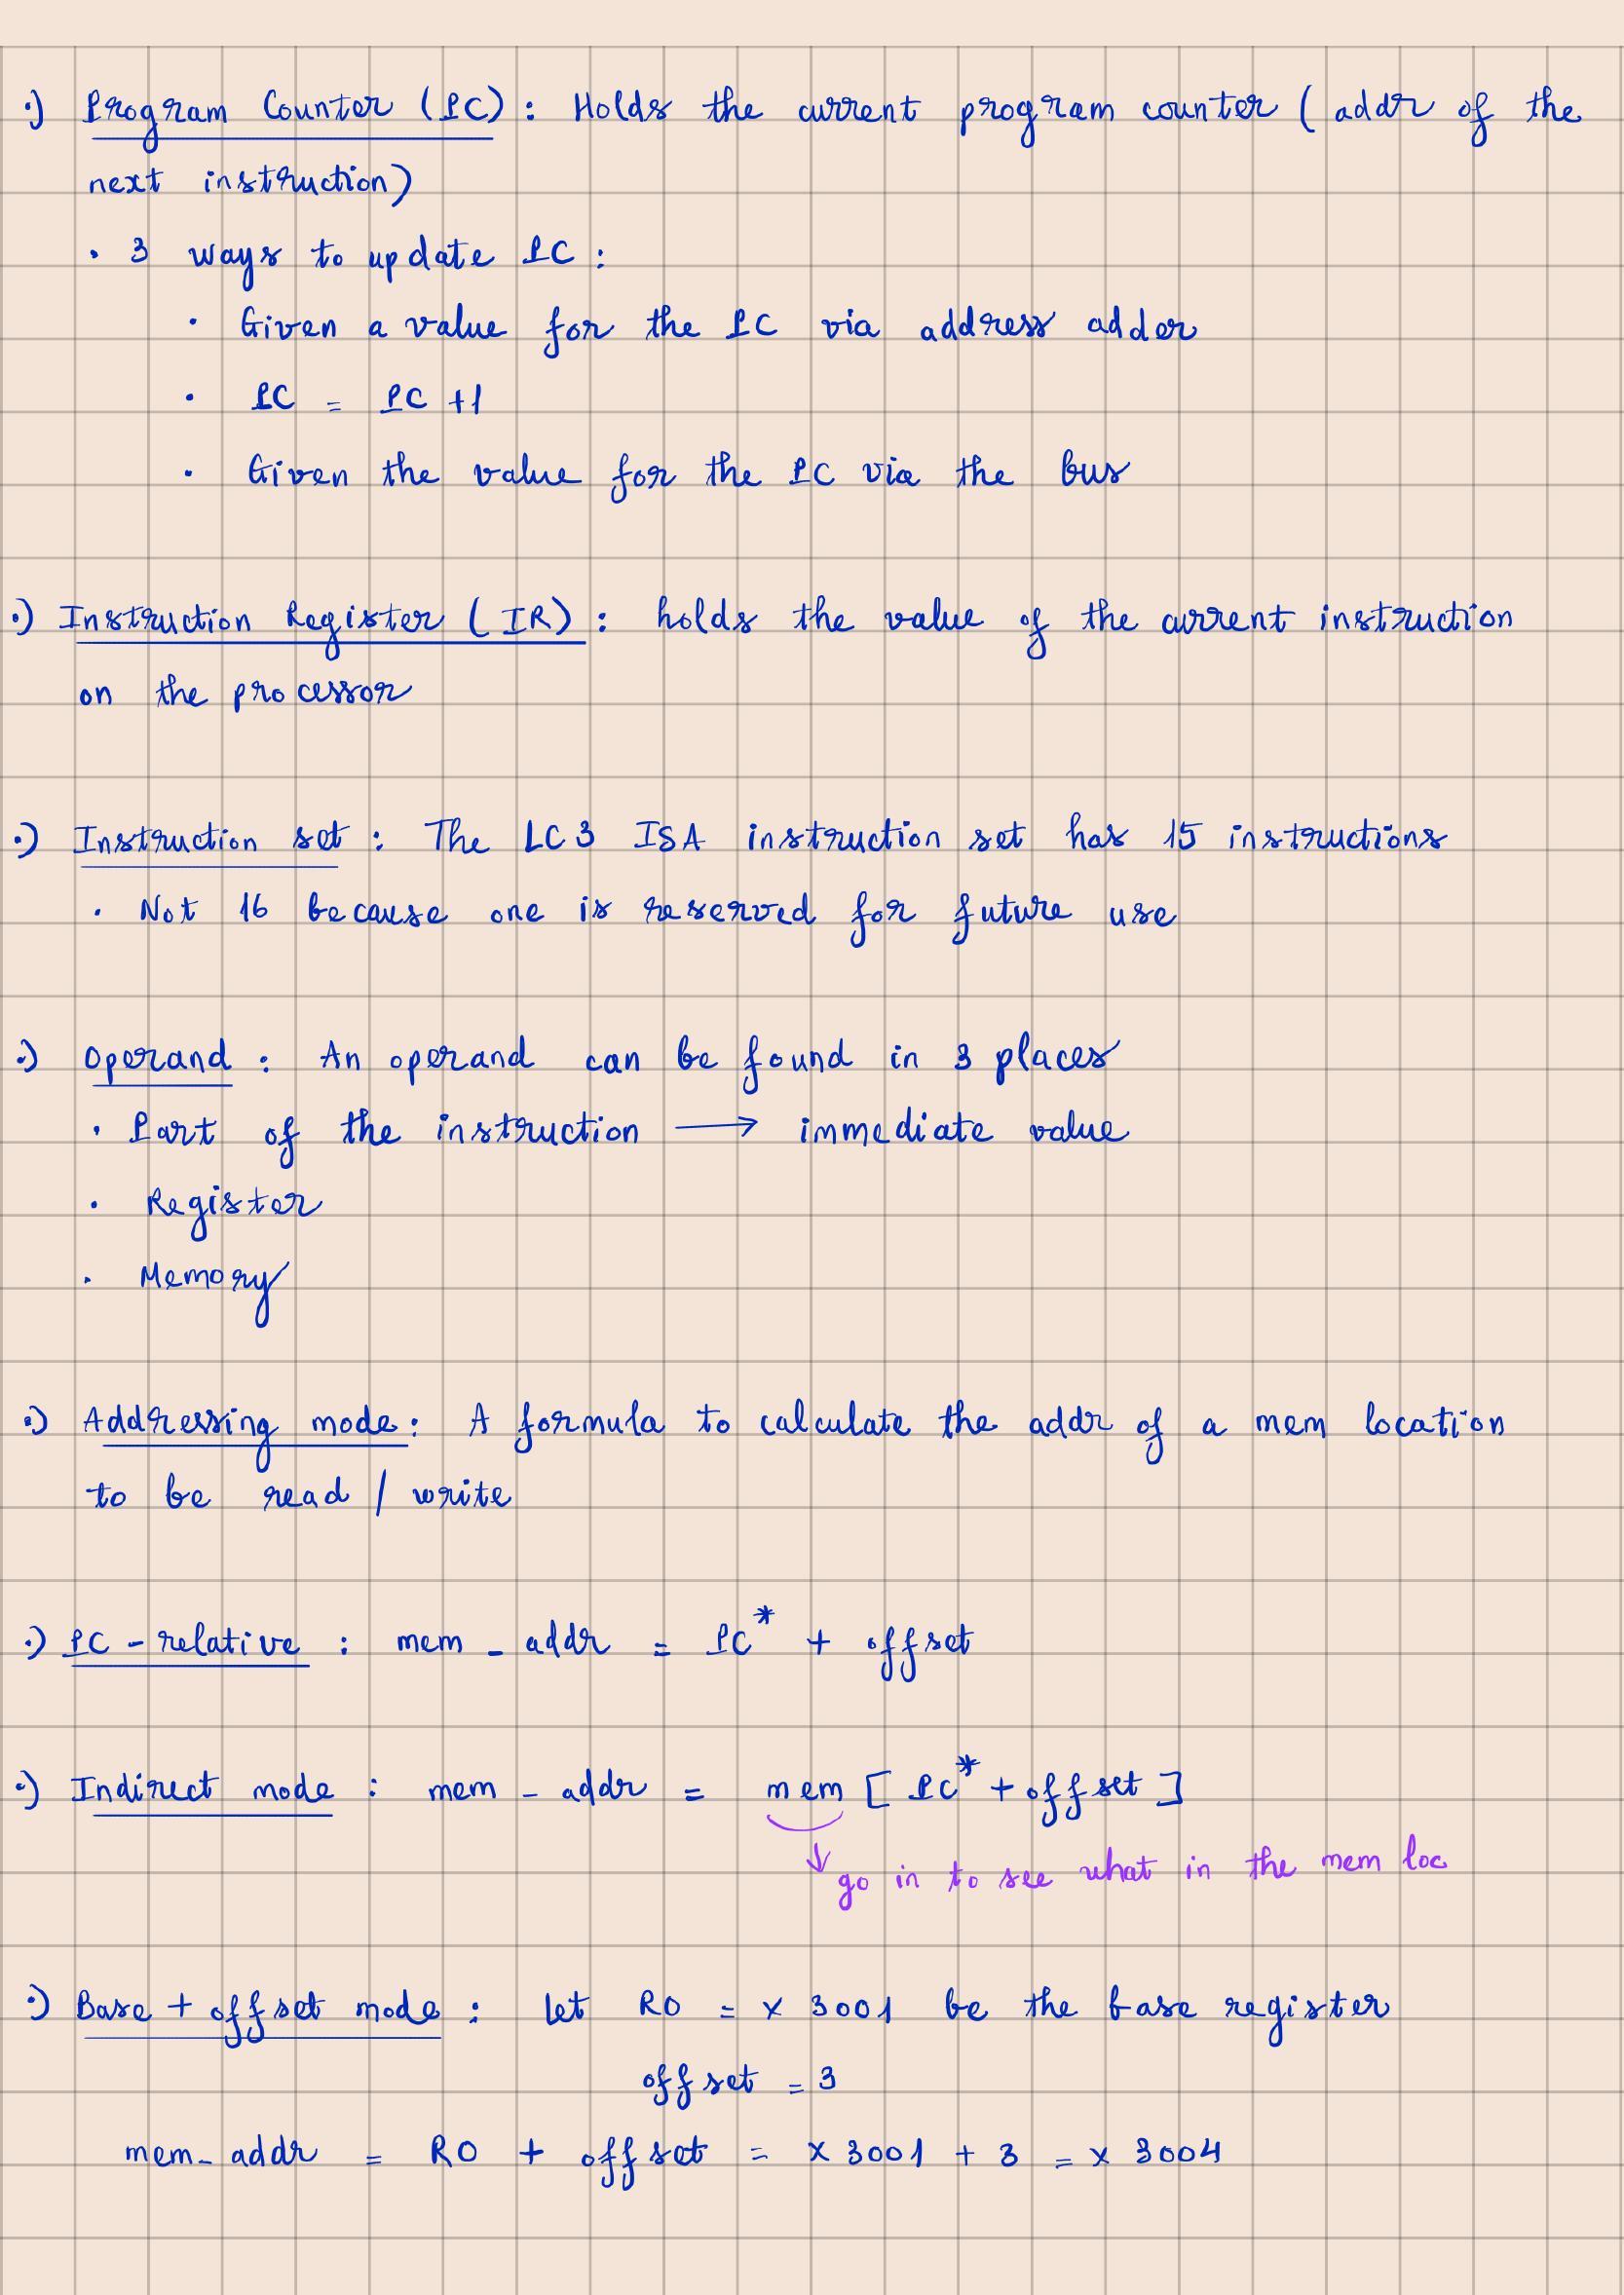 :) Program Counter (PC) : Holds the current program counter ( addr of the
next instruction)
· 3 ways to update PC :
· Given a value for the PC via address adder
· PC = PC +1
· Given the value for the PC via the bus
:) Instruction Register ( IR) : holds the value of the current instruction
on the processor
:) Instruction set : The LC3 ISA instruction set has 15 instructions
· Not 16 because one is reserved for future use
:) Operand : An operand can be found in 3 places
· Part of the instruction → immediate value
· Register
· Memory
:) Addressing mode : A formula to calculate the addr of a mem location
to be read / write
:) PC - relative : mem _ addr = PC* + offset
:) Indirect mode : mem _ addr = mem [ PC* + offset ]
↓ go in to see what in the mem loc
:) Base + offset mode : let R0 = x 3001 be the base register
offset = 3
mem_ addr = R0 + offset = x 3001 + 3 = x 3004